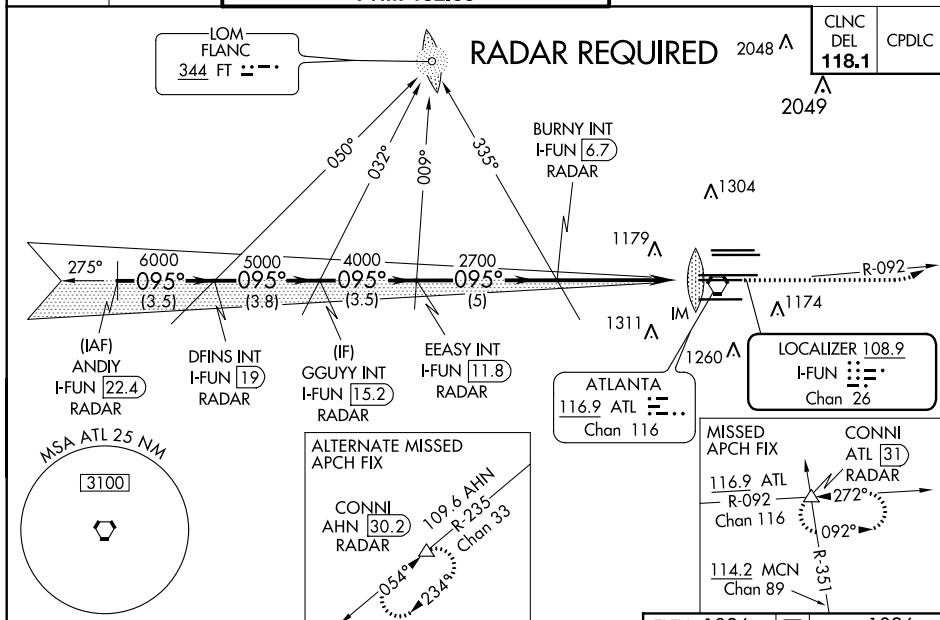 LOM
FLANC
344 FT
RADAR REQUIRED
2048
CLNC
DEL
118.1
CPDLC
2049
BURNY INT
I-FUN 6.7
RADAR
050°
032°
009°
335°
1304
1179
275°
6000
5000
4000
2700
095°
095°
095°
095°
(3.5)
(3.8)
(3.5)
(5)
R-092
IM
1174
1311
1260
(IAF)
ANDIY
I-FUN 22.4
RADAR
DFINS INT
I-FUN 19
RADAR
(IF)
GGUYY INT
I-FUN 15.2
RADAR
EEASY INT
I-FUN 11.8
RADAR
ATLANTA
116.9 ATL
Chan 116
LOCALIZER 108.9
I-FUN
Chan 26
MSA ATL 25 NM
3100
ALTERNATE MISSED
APCH FIX
CONNI
AHN 30.2
RADAR
109.6 AHN
R-235
Chan 33
054°
234°
MISSED
APCH FIX
CONNI
ATL 31
RADAR
116.9 ATL
R-092
Chan 116
272°
092°
R-351
114.2 MCN
Chan 89